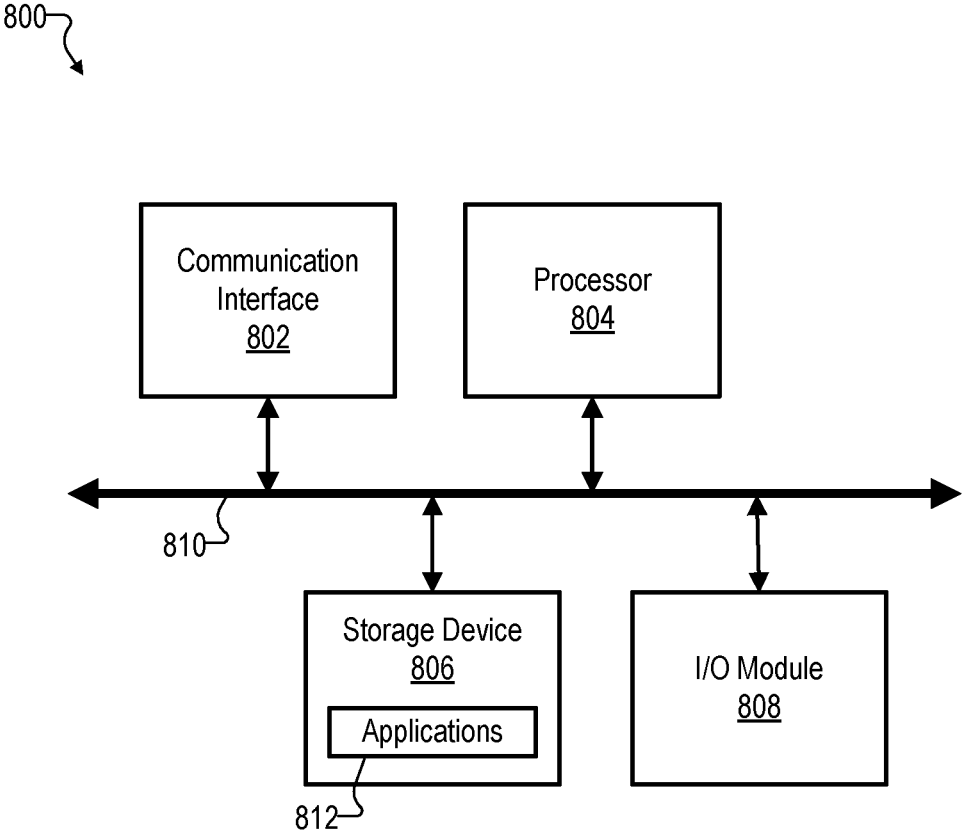 800
Communication
Interface
802
Processor
804
810
Storage Device
806
Applications
812
I/O Module
808